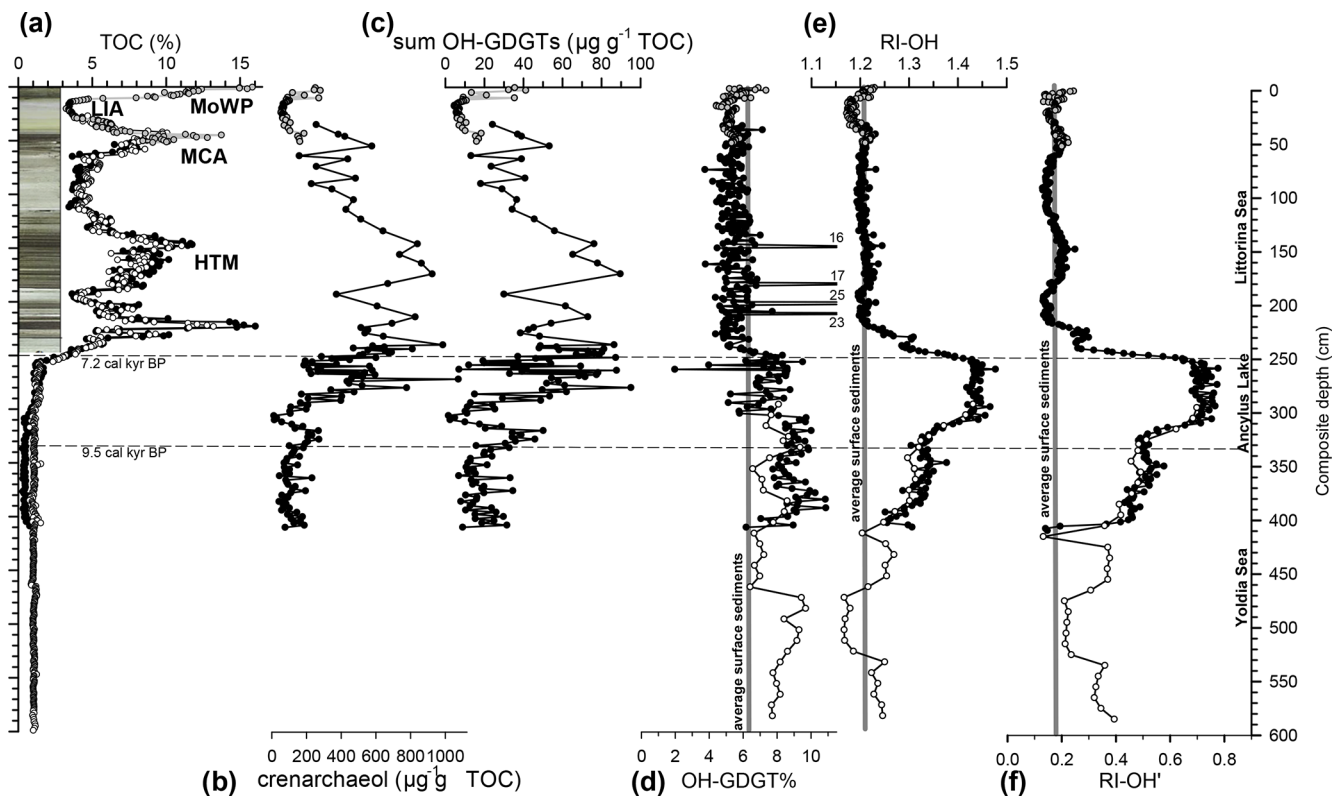 (a)
(c)
(e)
TOC (%)
sum OH-GDGTs (µg g-1 TOC)
RI-OH
0 5 10 15
0 20 40 60 80 100
1.1 1.2 1.3 1.4 1.5
LIA
MoWP
MCA
HTM
16
17
25
23
7.2 cal kyr BP
9.5 cal kyr BP
average surface sediments
average surface sediments
average surface sediments
Littorina Sea
Ancylus Lake
Yoldia Sea
0
50
100
150
200
250
300
350
400
450
500
550
600
Composite depth (cm)
0 200 400 600 800 1000
0 2 4 6 8 10
0.0 0.2 0.4 0.6 0.8
(b)
crenarchaeol (µg-1g TOC)
(d)
OH-GDGT%
(f)
RI-OH'